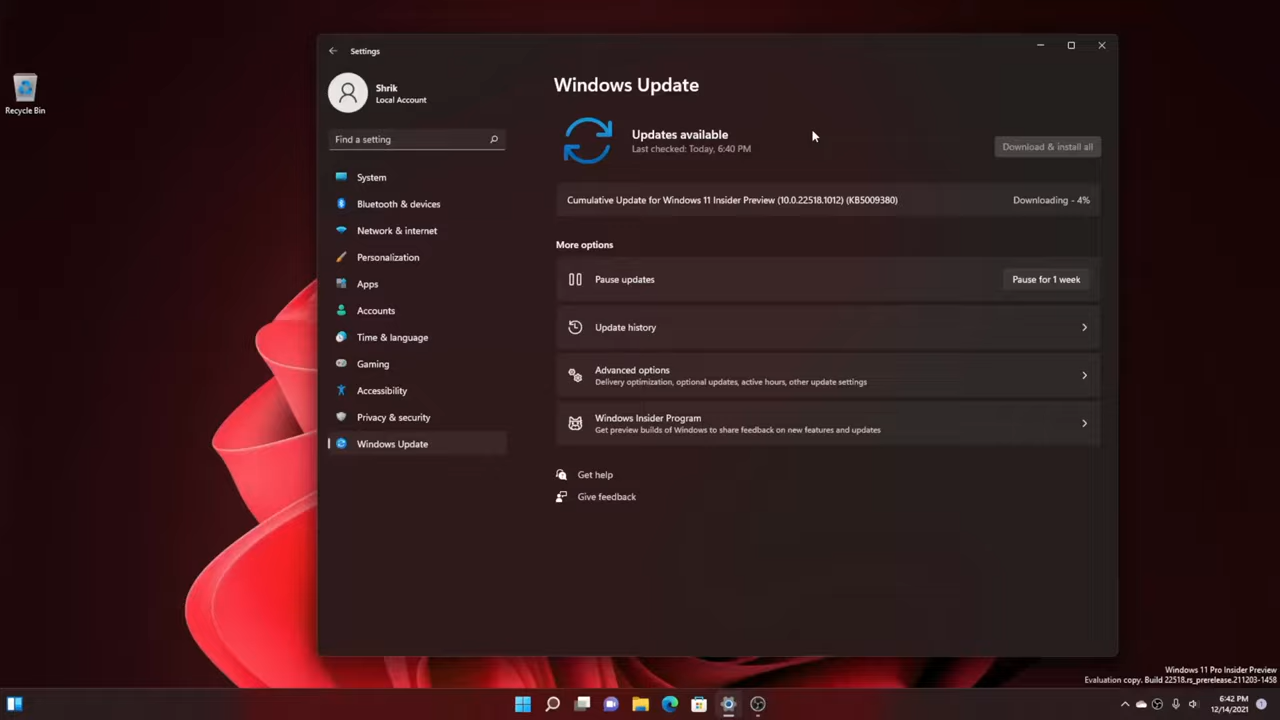 Recycle Bin
Settings
Shrik
Local Account
Find a setting
System
Bluetooth & devices
Network & internet
Personalization
Apps
Accounts
Time & language
Gaming
Accessibility
Privacy & security
Windows Update
Windows Update
Updates available
Last checked: Today, 6:40 PM
Download & install all
Cumulative Update for Windows 11 Insider Preview (10.0.22518.1012) (KB5009380) Downloading - 4%
More options
Pause updates Pause for 1 week
Update history
Advanced options
Delivery optimization, optional updates, active hours, other update settings
Windows Insider Program
Get preview builds of Windows to share feedback on new features and updates
Get help
Give feedback
Windows 11 Pro Insider Preview
Evaluation copy. Build 22518.rs_prerelease.211203-1458
6:42 PM
12/14/2021
1